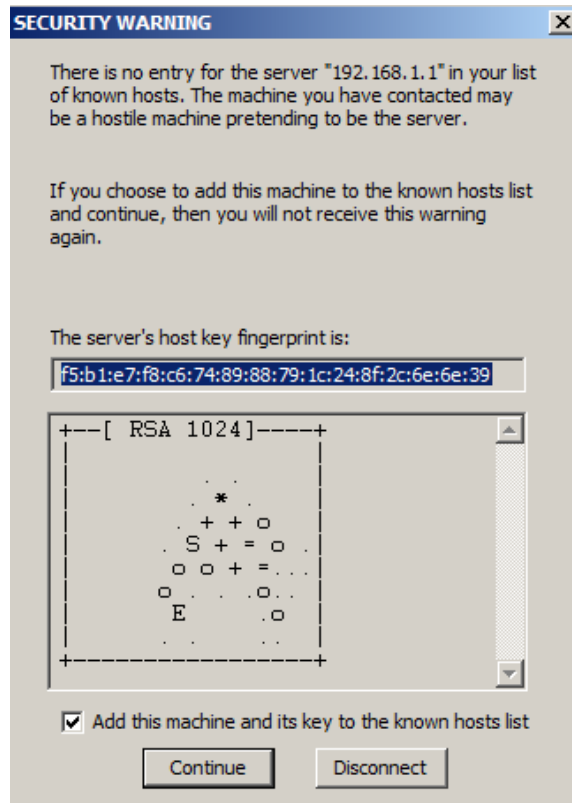 SECURITY WARNING
There is no entry for the server "192.168.1.1" in your list
of known hosts. The machine you have contacted may
be a hostile machine pretending to be the server.
If you choose to add this machine to the known hosts list
and continue, then you will not receive this warning
again.
The server's host key fingerprint is:
f5:b1:e7:f8:c6:74:89:88:79:1c:24:8f:2c:6e:6e:39
+--[ RSA 1024]----+
|                 |
|         . .     |
|        . * .    |
|       . + + o   |
|      . S + = o .|
|       o o + =...|
|      o . . .o.. |
|       E     .o  |
|      . .    ..  |
+-----------------+
Add this machine and its key to the known hosts list
Continue
Disconnect